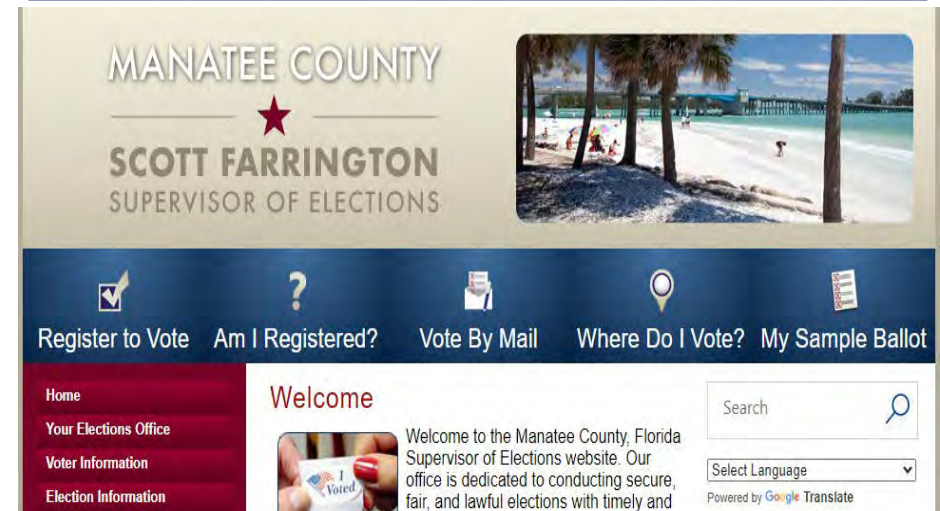 MANATEE COUNTY
SCOTT FARRINGTON
SUPERVISOR OF ELECTIONS
Register to Vote
Am I Registered?
Vote By Mail
Where Do I Vote?
My Sample Ballot
Home
Your Elections Office
Voter Information
Election Information
Welcome
I
Voted
Welcome to the Manatee County, Florida
Supervisor of Elections website. Our
office is dedicated to conducting secure,
fair, and lawful elections with timely and
Search
Select Language
Powered by Google Translate